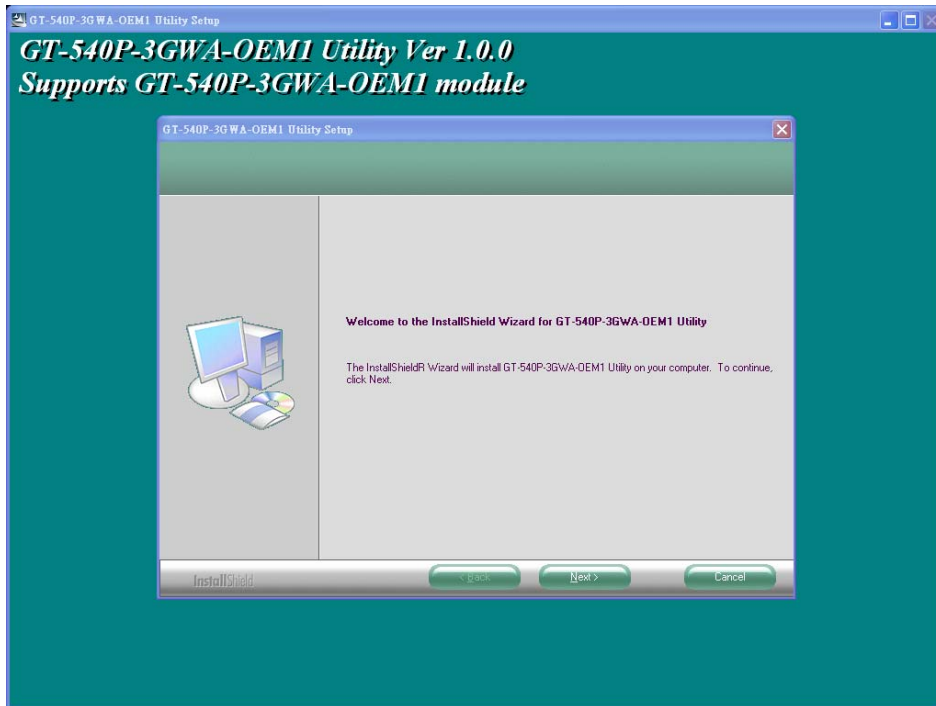 GT-540P-3GWA-OEM1 Utility Setup
GT-540P-3GWA-OEM1 Utility Ver 1.0.0
Supports GT-540P-3GWA-OEM1 module
GT-540P-3GWA-OEM1 Utility Setup
Welcome to the InstallShield Wizard for GT-540P-3GWA-OEM1 Utility
The InstallShieldR Wizard will install GT-540P-3GWA-OEM1 Utility on your computer. To continue,
click Next.
InstallShield
< Back
Next >
Cancel